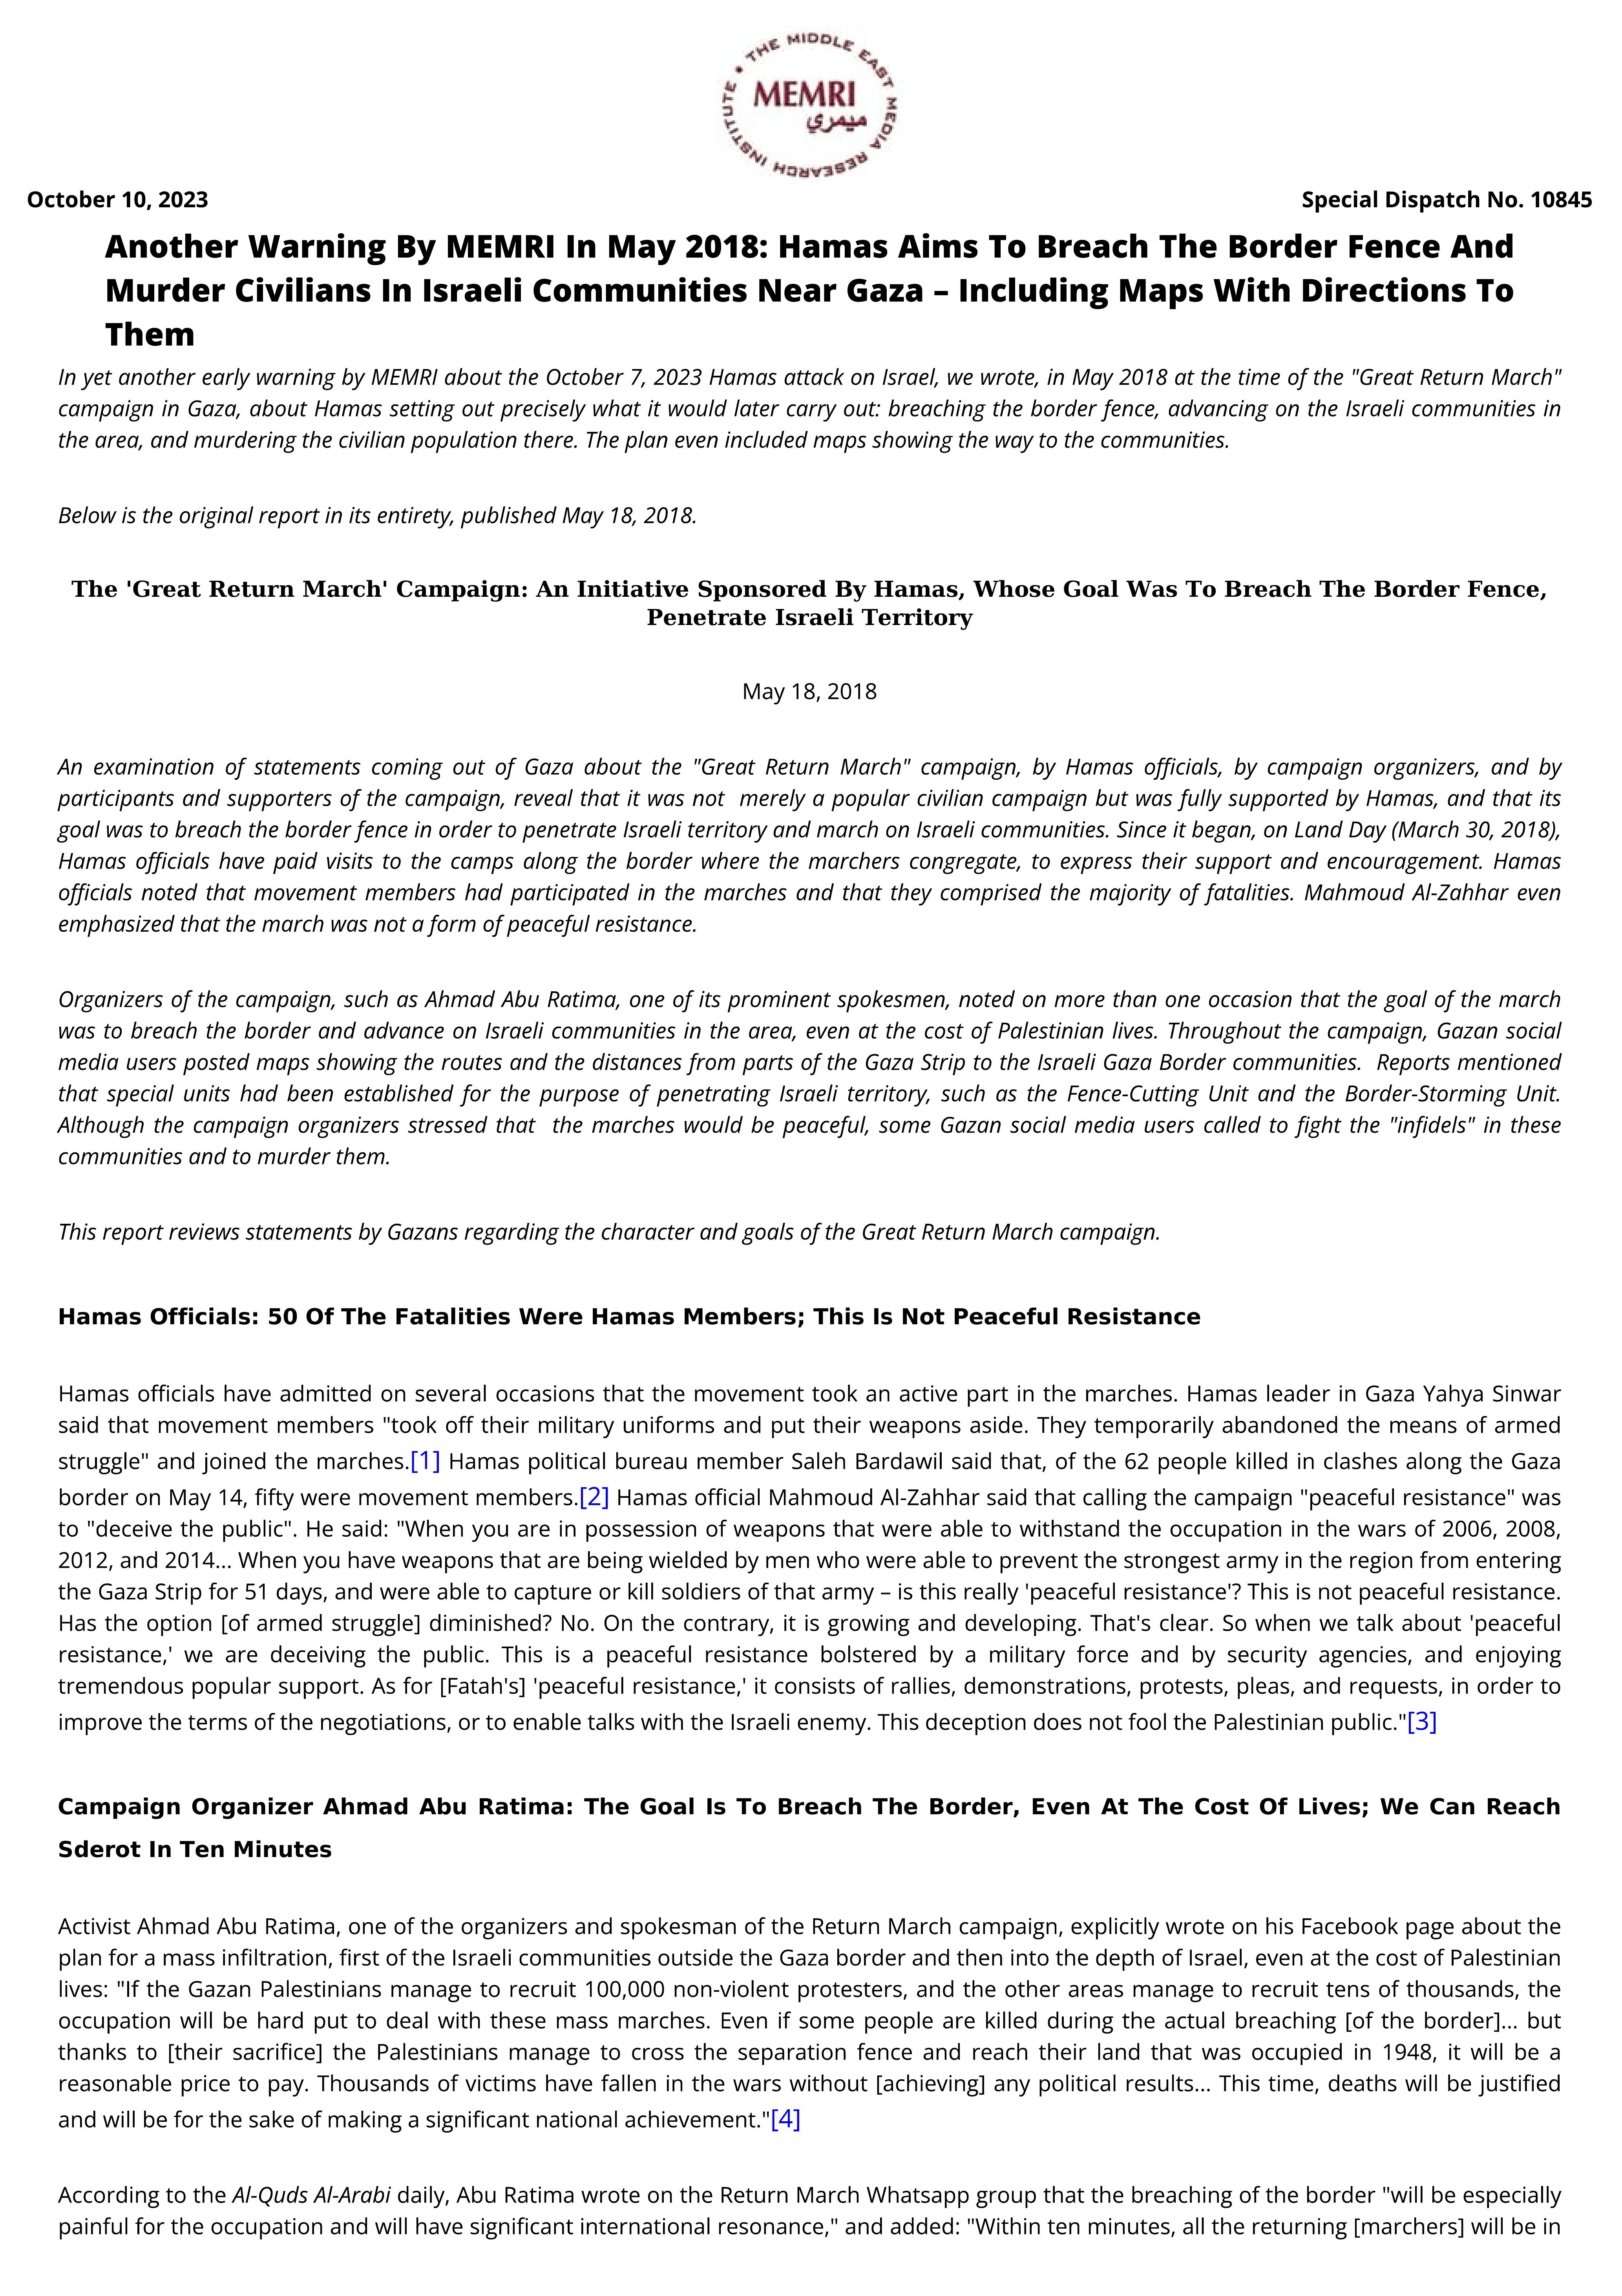 THE MIDDLE EAST MEDIA RESEARCH INSTITUTE •
MEMRI
ميمري
October 10, 2023
Special Dispatch No. 10845
Another Warning By MEMRI In May 2018: Hamas Aims To Breach The Border Fence And
Murder Civilians In Israeli Communities Near Gaza – Including Maps With Directions To
Them
In yet another early warning by MEMRI about the October 7, 2023 Hamas attack on Israel, we wrote, in May 2018 at the time of the "Great Return March"
campaign in Gaza, about Hamas setting out precisely what it would later carry out: breaching the border fence, advancing on the Israeli communities in
the area, and murdering the civilian population there. The plan even included maps showing the way to the communities.
Below is the original report in its entirety, published May 18, 2018.
The 'Great Return March' Campaign: An Initiative Sponsored By Hamas, Whose Goal Was To Breach The Border Fence,
Penetrate Israeli Territory
May 18, 2018
An examination of statements coming out of Gaza about the "Great Return March" campaign, by Hamas officials, by campaign organizers, and by
participants and supporters of the campaign, reveal that it was not merely a popular civilian campaign but was fully supported by Hamas, and that its
goal was to breach the border fence in order to penetrate Israeli territory and march on Israeli communities. Since it began, on Land Day (March 30, 2018),
Hamas officials have paid visits to the camps along the border where the marchers congregate, to express their support and encouragement. Hamas
officials noted that movement members had participated in the marches and that they comprised the majority of fatalities. Mahmoud Al-Zahhar even
emphasized that the march was not a form of peaceful resistance.
Organizers of the campaign, such as Ahmad Abu Ratima, one of its prominent spokesmen, noted on more than one occasion that the goal of the march
was to breach the border and advance on Israeli communities in the area, even at the cost of Palestinian lives. Throughout the campaign, Gazan social
media users posted maps showing the routes and the distances from parts of the Gaza Strip to the Israeli Gaza Border communities. Reports mentioned
that special units had been established for the purpose of penetrating Israeli territory, such as the Fence-Cutting Unit and the Border-Storming Unit.
Although the campaign organizers stressed that the marches would be peaceful, some Gazan social media users called to fight the "infidels" in these
communities and to murder them.
This report reviews statements by Gazans regarding the character and goals of the Great Return March campaign.
Hamas Officials: 50 Of The Fatalities Were Hamas Members; This Is Not Peaceful Resistance
Hamas officials have admitted on several occasions that the movement took an active part in the marches. Hamas leader in Gaza Yahya Sinwar
said that movement members "took off their military uniforms and put their weapons aside. They temporarily abandoned the means of armed
struggle" and joined the marches.[1] Hamas political bureau member Saleh Bardawil said that, of the 62 people killed in clashes along the Gaza
border on May 14, fifty were movement members.[2] Hamas official Mahmoud Al-Zahhar said that calling the campaign "peaceful resistance" was
to "deceive the public". He said: "When you are in possession of weapons that were able to withstand the occupation in the wars of 2006, 2008,
2012, and 2014... When you have weapons that are being wielded by men who were able to prevent the strongest army in the region from entering
the Gaza Strip for 51 days, and were able to capture or kill soldiers of that army – is this really 'peaceful resistance'? This is not peaceful resistance.
Has the option [of armed struggle] diminished? No. On the contrary, it is growing and developing. That's clear. So when we talk about 'peaceful
resistance,' we are deceiving the public. This is a peaceful resistance bolstered by a military force and by security agencies, and enjoying
tremendous popular support. As for [Fatah's] 'peaceful resistance,' it consists of rallies, demonstrations, protests, pleas, and requests, in order to
improve the terms of the negotiations, or to enable talks with the Israeli enemy. This deception does not fool the Palestinian public."[3]
Campaign Organizer Ahmad Abu Ratima: The Goal Is To Breach The Border, Even At The Cost Of Lives; We Can Reach
Sderot In Ten Minutes
Activist Ahmad Abu Ratima, one of the organizers and spokesman of the Return March campaign, explicitly wrote on his Facebook page about the
plan for a mass infiltration, first of the Israeli communities outside the Gaza border and then into the depth of Israel, even at the cost of Palestinian
lives: "If the Gazan Palestinians manage to recruit 100,000 non-violent protesters, and the other areas manage to recruit tens of thousands, the
occupation will be hard put to deal with these mass marches. Even if some people are killed during the actual breaching [of the border]... but
thanks to [their sacrifice] the Palestinians manage to cross the separation fence and reach their land that was occupied in 1948, it will be a
reasonable price to pay. Thousands of victims have fallen in the wars without [achieving] any political results... This time, deaths will be justified
and will be for the sake of making a significant national achievement."[4]
According to the Al-Quds Al-Arabi daily, Abu Ratima wrote on the Return March Whatsapp group that the breaching of the border "will be especially
painful for the occupation and will have significant international resonance," and added: "Within ten minutes, all the returning [marchers] will be in